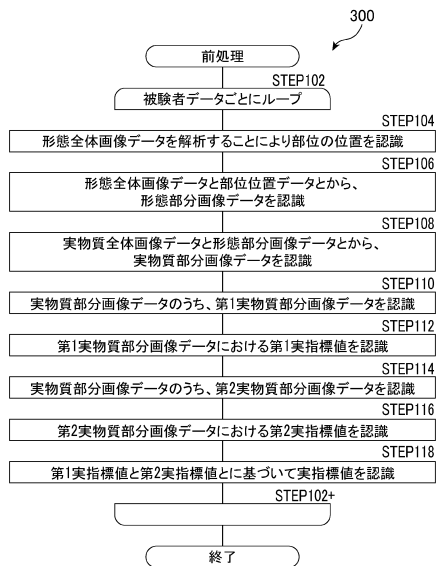 300
前処理
STEP102
被験者データごとにループ
STEP104
形態全体画像データを解析することにより部位の位置を認識
STEP106
形態全体画像データと部位位置データとから、
形態部分画像データを認識
STEP108
実物質全体画像データと形態部分画像データとから、
実物質部分画像データを認識
STEP110
実物質部分画像データのうち、第1実物質部分画像データを認識
STEP112
第1実物質部分画像データにおける第1実指標値を認識
STEP114
実物質部分画像データのうち、第2実物質部分画像データを認識
STEP116
第2実物質部分画像データにおける第2実指標値を認識
STEP118
第1実指標値と第2実指標値とに基づいて実指標値を認識
STEP102+
終了